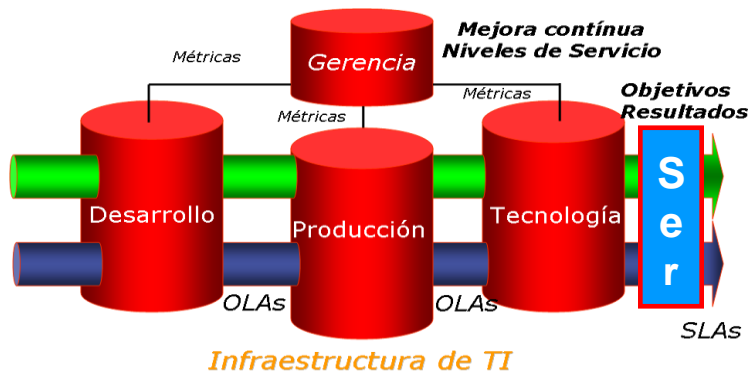 Mejora contínua
Niveles de Servicio
Gerencia
Métricas
Métricas
Métricas
Objetivos
Resultados
Desarrollo
Producción
Tecnología
S
e
r
OLAs
OLAs
SLAs
Infraestructura de TI